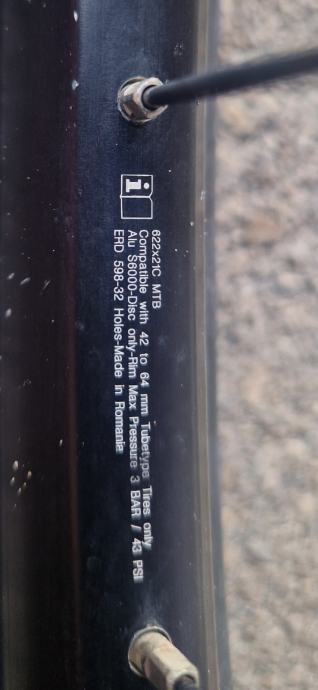 622x21C MTB
Compatible with 42 to 64 mm Tubetype Tires only
Alu S6000-Disc only-Rim Max Pressure 3 BAR / 43 PSI
ERD 598-32 Holes-Made in Romania